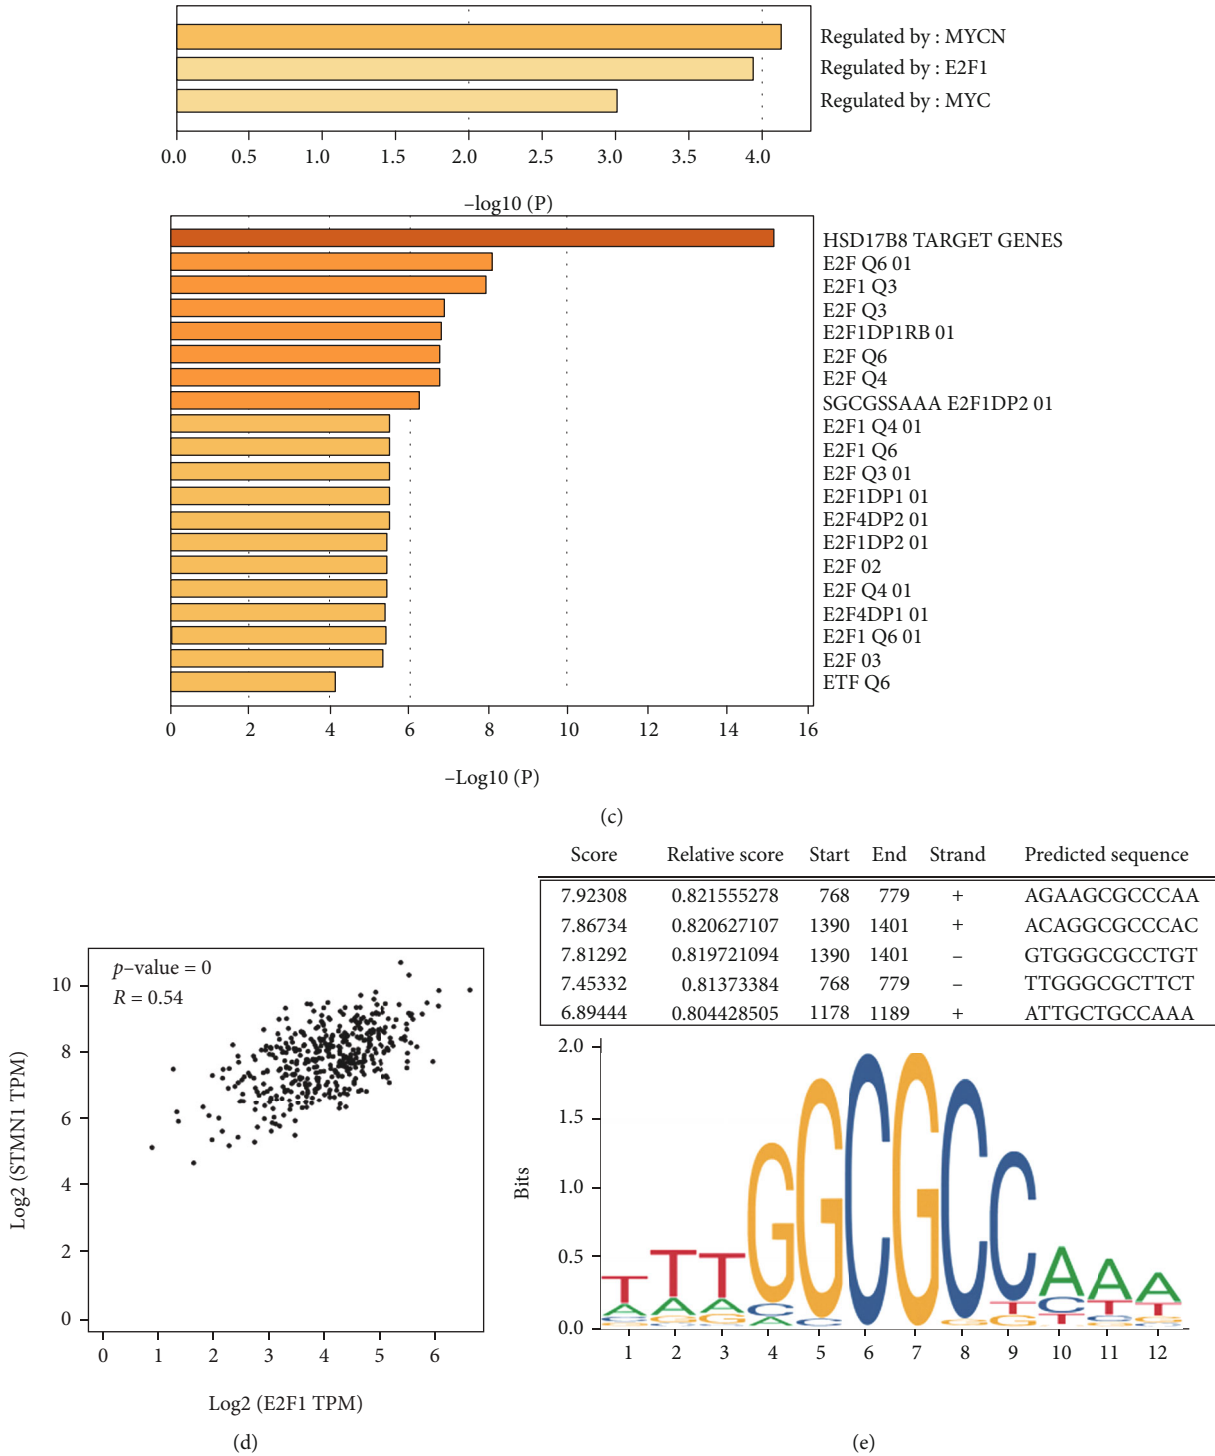 Regulated by : MYCN
Regulated by : E2F1
Regulated by : MYC
0.0 0.5 1.0 1.5 2.0 2.5 3.0 3.5 4.0
–log10 (P)
HSD17B8 TARGET GENES
E2F Q6 01
E2F1 Q3
E2F Q3
E2F1DP1RB 01
E2F Q6
E2F Q4
SGCGSSAAA E2F1DP2 01
E2F1 Q4 01
E2F1 Q6
E2F Q3 01
E2F1DP1 01
E2F4DP2 01
E2F1DP2 01
E2F 02
E2F Q4 01
E2F4DP1 01
E2F1 Q6 01
E2F 03
ETF Q6
0 2 4 6 8 10 12 14 16
–Log10 (P)
(c)
p–value = 0
R = 0.54
10
8
6
4
2
0
Log2 (STMN1 TPM)
0 1 2 3 4 5 6
Log2 (E2F1 TPM)
(d)
Score Relative score Start End Strand Predicted sequence
7.92308 0.821555278 768 779 + AGAAGCGCCCAA
7.86734 0.820627107 1390 1401 + ACAGGCGCCCAC
7.81292 0.819721094 1390 1401 – GTGGGCGCCTGT
7.45332 0.81373384 768 779 – TTGGGCGCTTCT
6.89444 0.804428505 1178 1189 + ATTGCTGCCAAA
2.0
1.5
1.0
0.5
0.0
Bits
TTTGGCGCCAAA
1 2 3 4 5 6 7 8 9 10 11 12
(e)